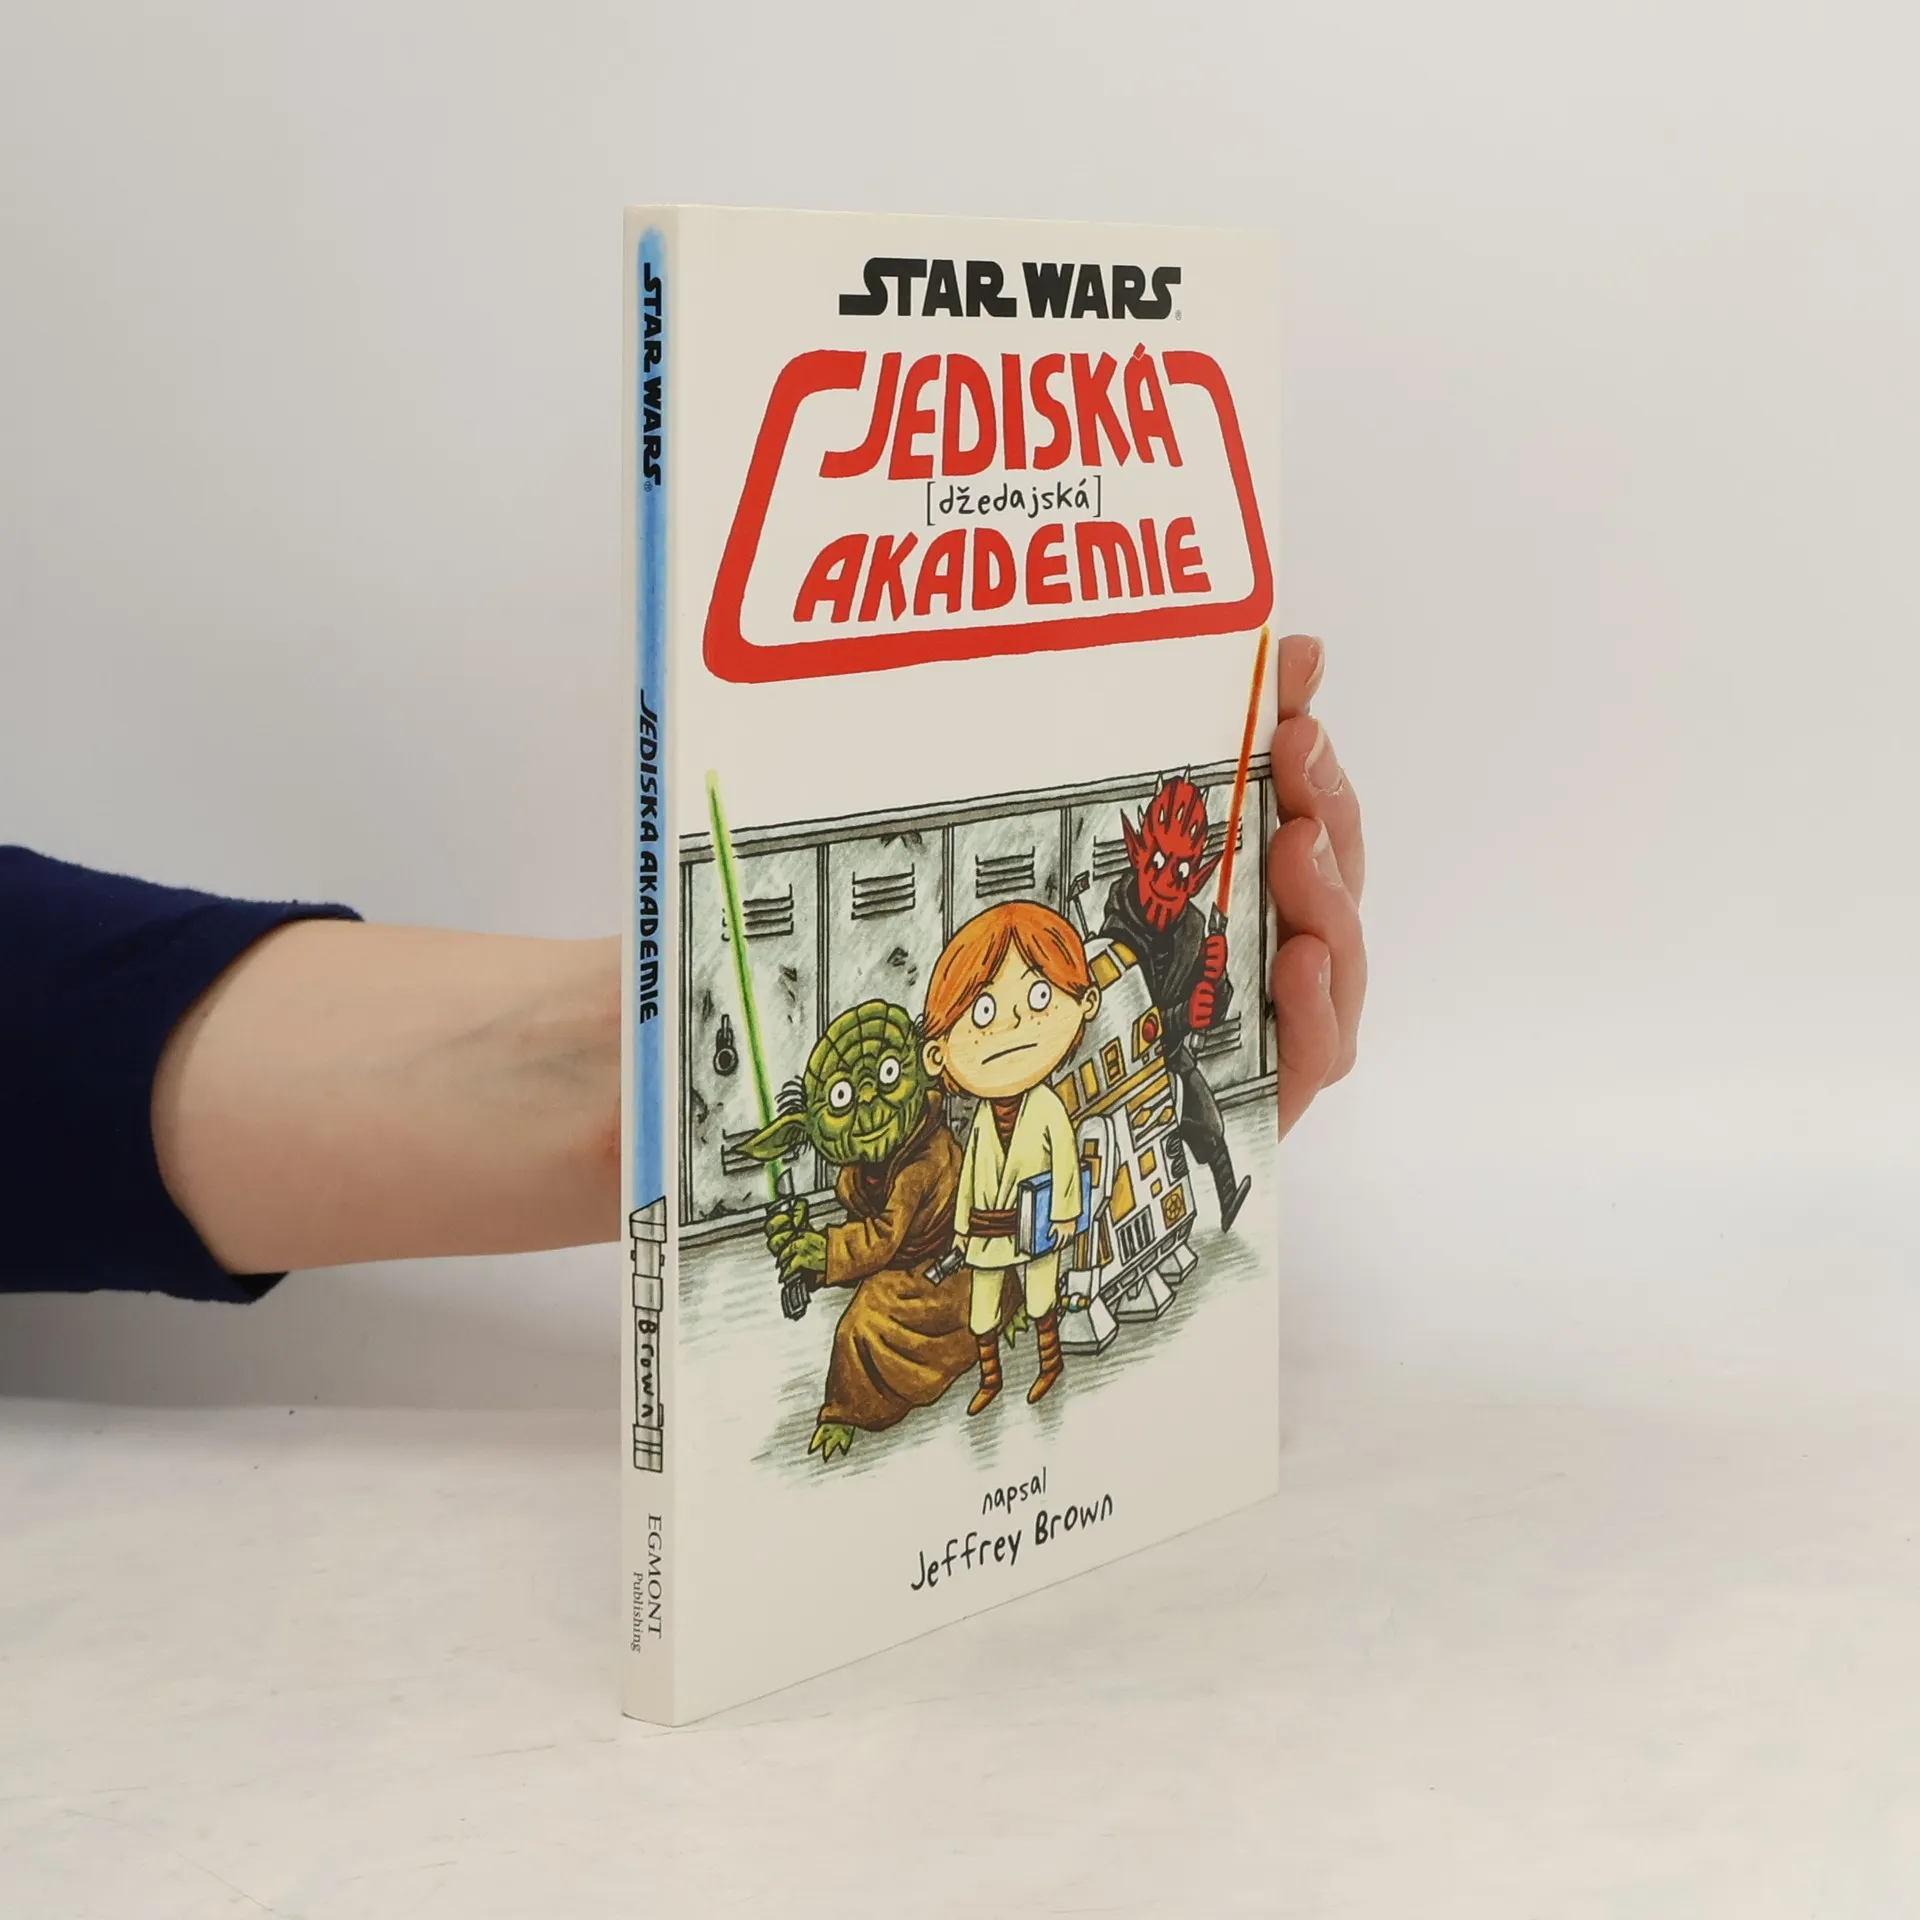 STAR WARS®
JEDISKÁ
[džedajská]
AKADEMIE
napsal
Jeffrey Brown
STAR WARS®
JEDISKÁ AKADEMIE
Brown
EGMONT
Publishing